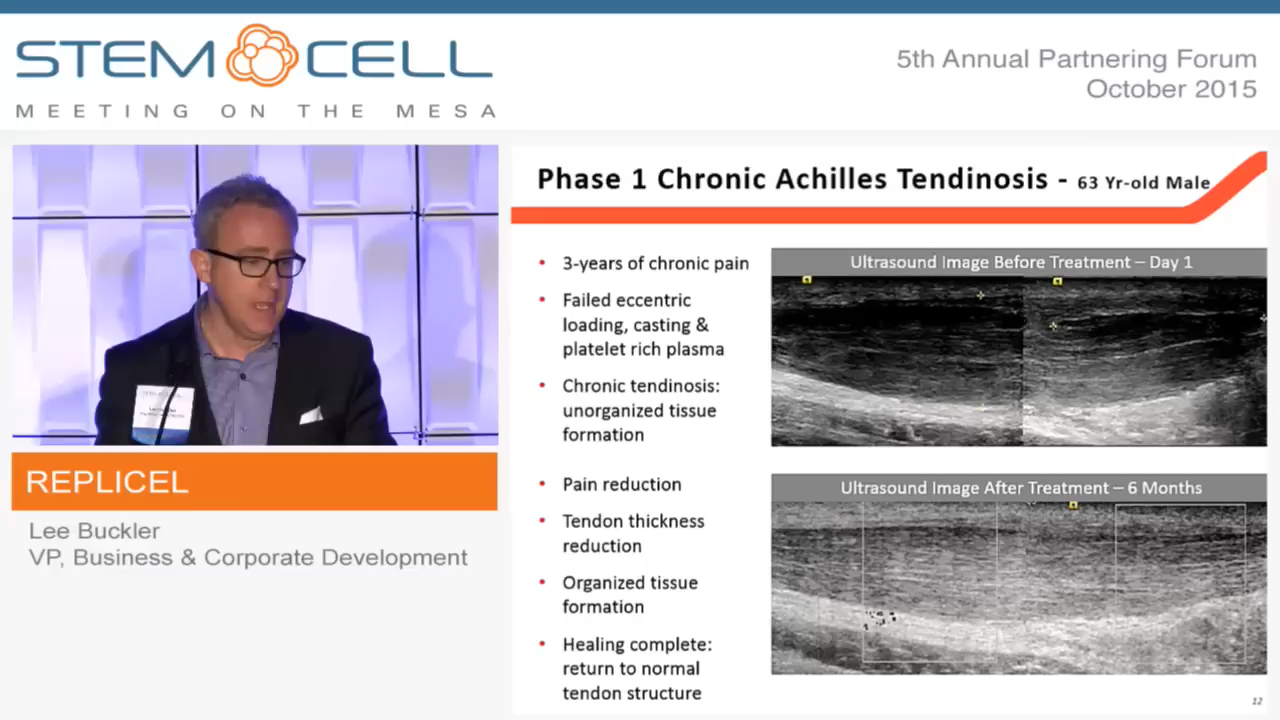 STEM CELL
MEETING ON THE MESA
5th Annual Partnering Forum
October 2015
REPLICEL
Lee Buckler
VP, Business & Corporate Development
Phase 1 Chronic Achilles Tendinosis - 63 Yr-old Male
• 3-years of chronic pain
• Failed eccentric
loading, casting &
platelet rich plasma
• Chronic tendinosis:
unorganized tissue
formation
• Pain reduction
• Tendon thickness
reduction
• Organized tissue
formation
• Healing complete:
return to normal
tendon structure
Ultrasound Image Before Treatment – Day 1
Ultrasound Image After Treatment – 6 Months
12